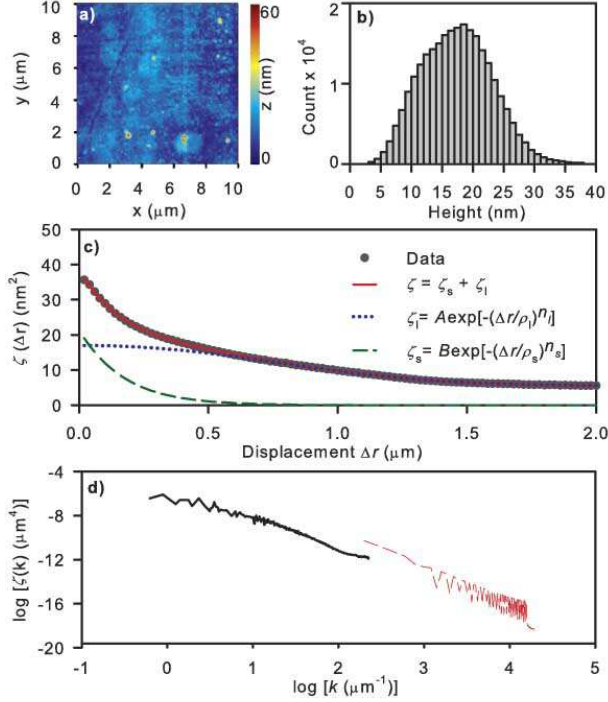 a)
60
z (nm)
0
10
8
6
4
2
0
y (μm)
0 2 4 6 8 10
x (μm)
b)
2
1
0
Count x 10⁴
0 5 10 15 20 25 30 35 40
Height (nm)
c)
50
40
30
20
10
0
ζ (Δr) (nm²)
Data
ζ = ζs + ζl
ζl = Aexp[-(Δr/ρl)ⁿl]
ζs = Bexp[-(Δr/ρs)ⁿs]
0.0 0.5 1.0 1.5 2.0
Displacement Δr (μm)
d)
-4
-8
-12
-16
-20
log [ζ(k) (μm⁴)]
-1 0 1 2 3 4 5
log [k (μm⁻¹)]